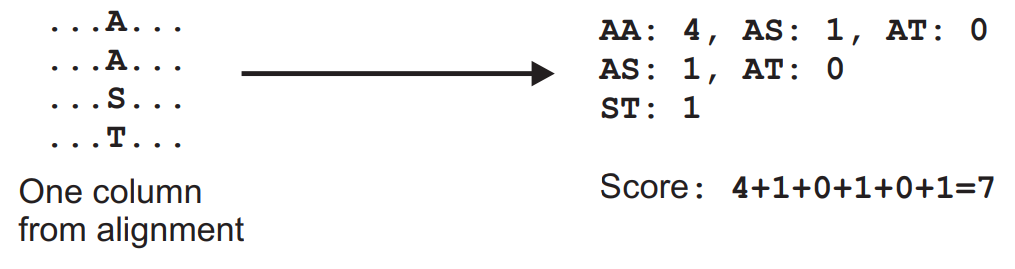 ...A...
...A...
...S...
...T...
One column
from alignment
AA: 4, AS: 1, AT: 0
AS: 1, AT: 0
ST: 1
Score: 4+1+0+1+0+1=7